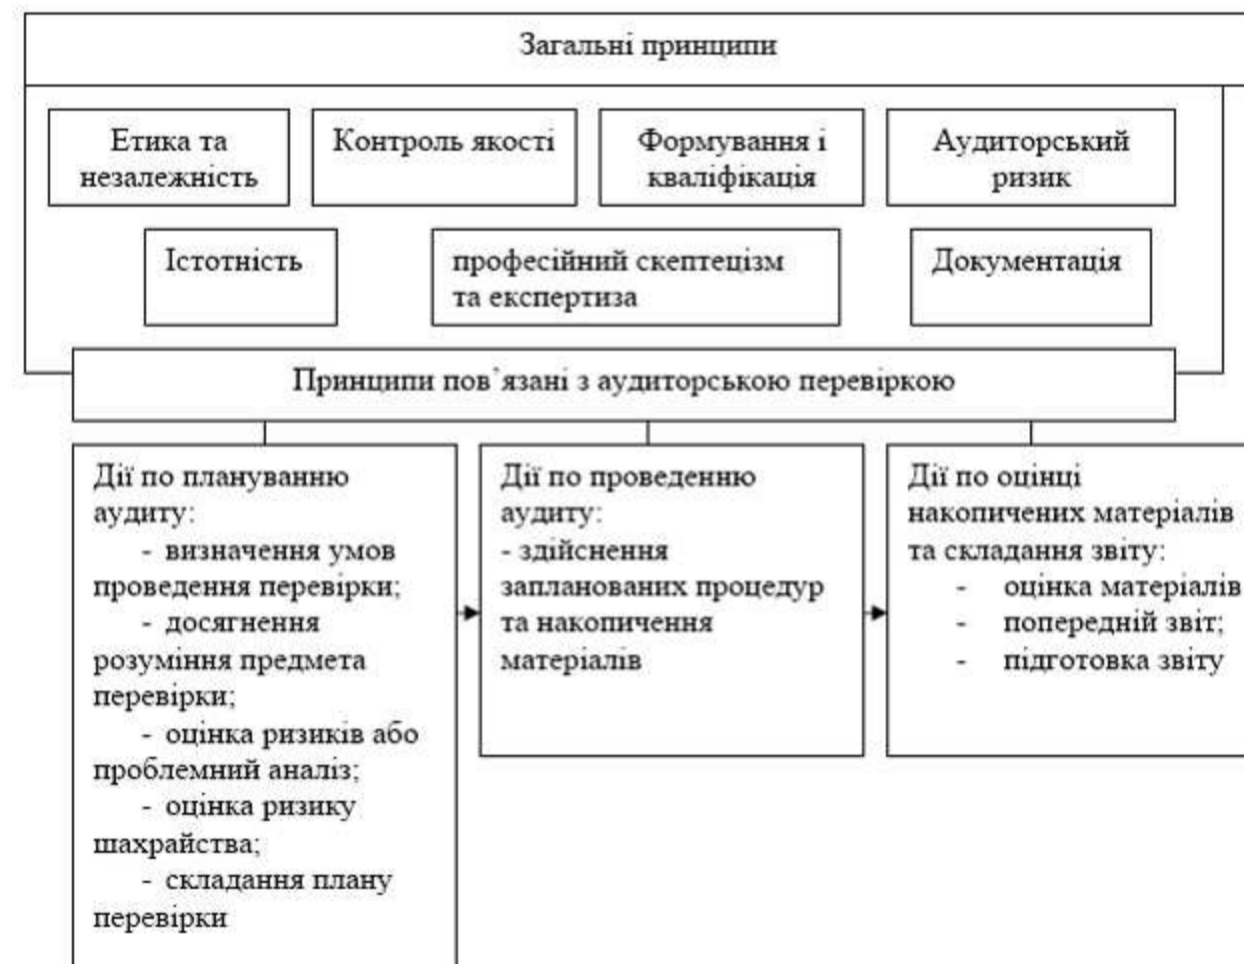 Загальні принципи
Етика та
незалежність
Контроль якості
Формування і
кваліфікація
Аудиторський
ризик
Істотність
професійний скептецізм
та експертиза
Документація
Принципи пов`язані з аудиторською перевіркою
Дії по плануванню
аудиту:
- визначення умов
проведення перевірки;
- досягнення
розуміння предмета
перевірки;
- оцінка ризиків або
проблемний аналіз;
- оцінка ризику
шахрайства;
- складання плану
перевірки
Дії по проведенню
аудиту:
- здійснення
запланованих процедур
та накопичення
матеріалів
Дії по оцінці
накопичених матеріалів
та складання звіту:
- оцінка матеріалів
- попередній звіт;
- підготовка звіту